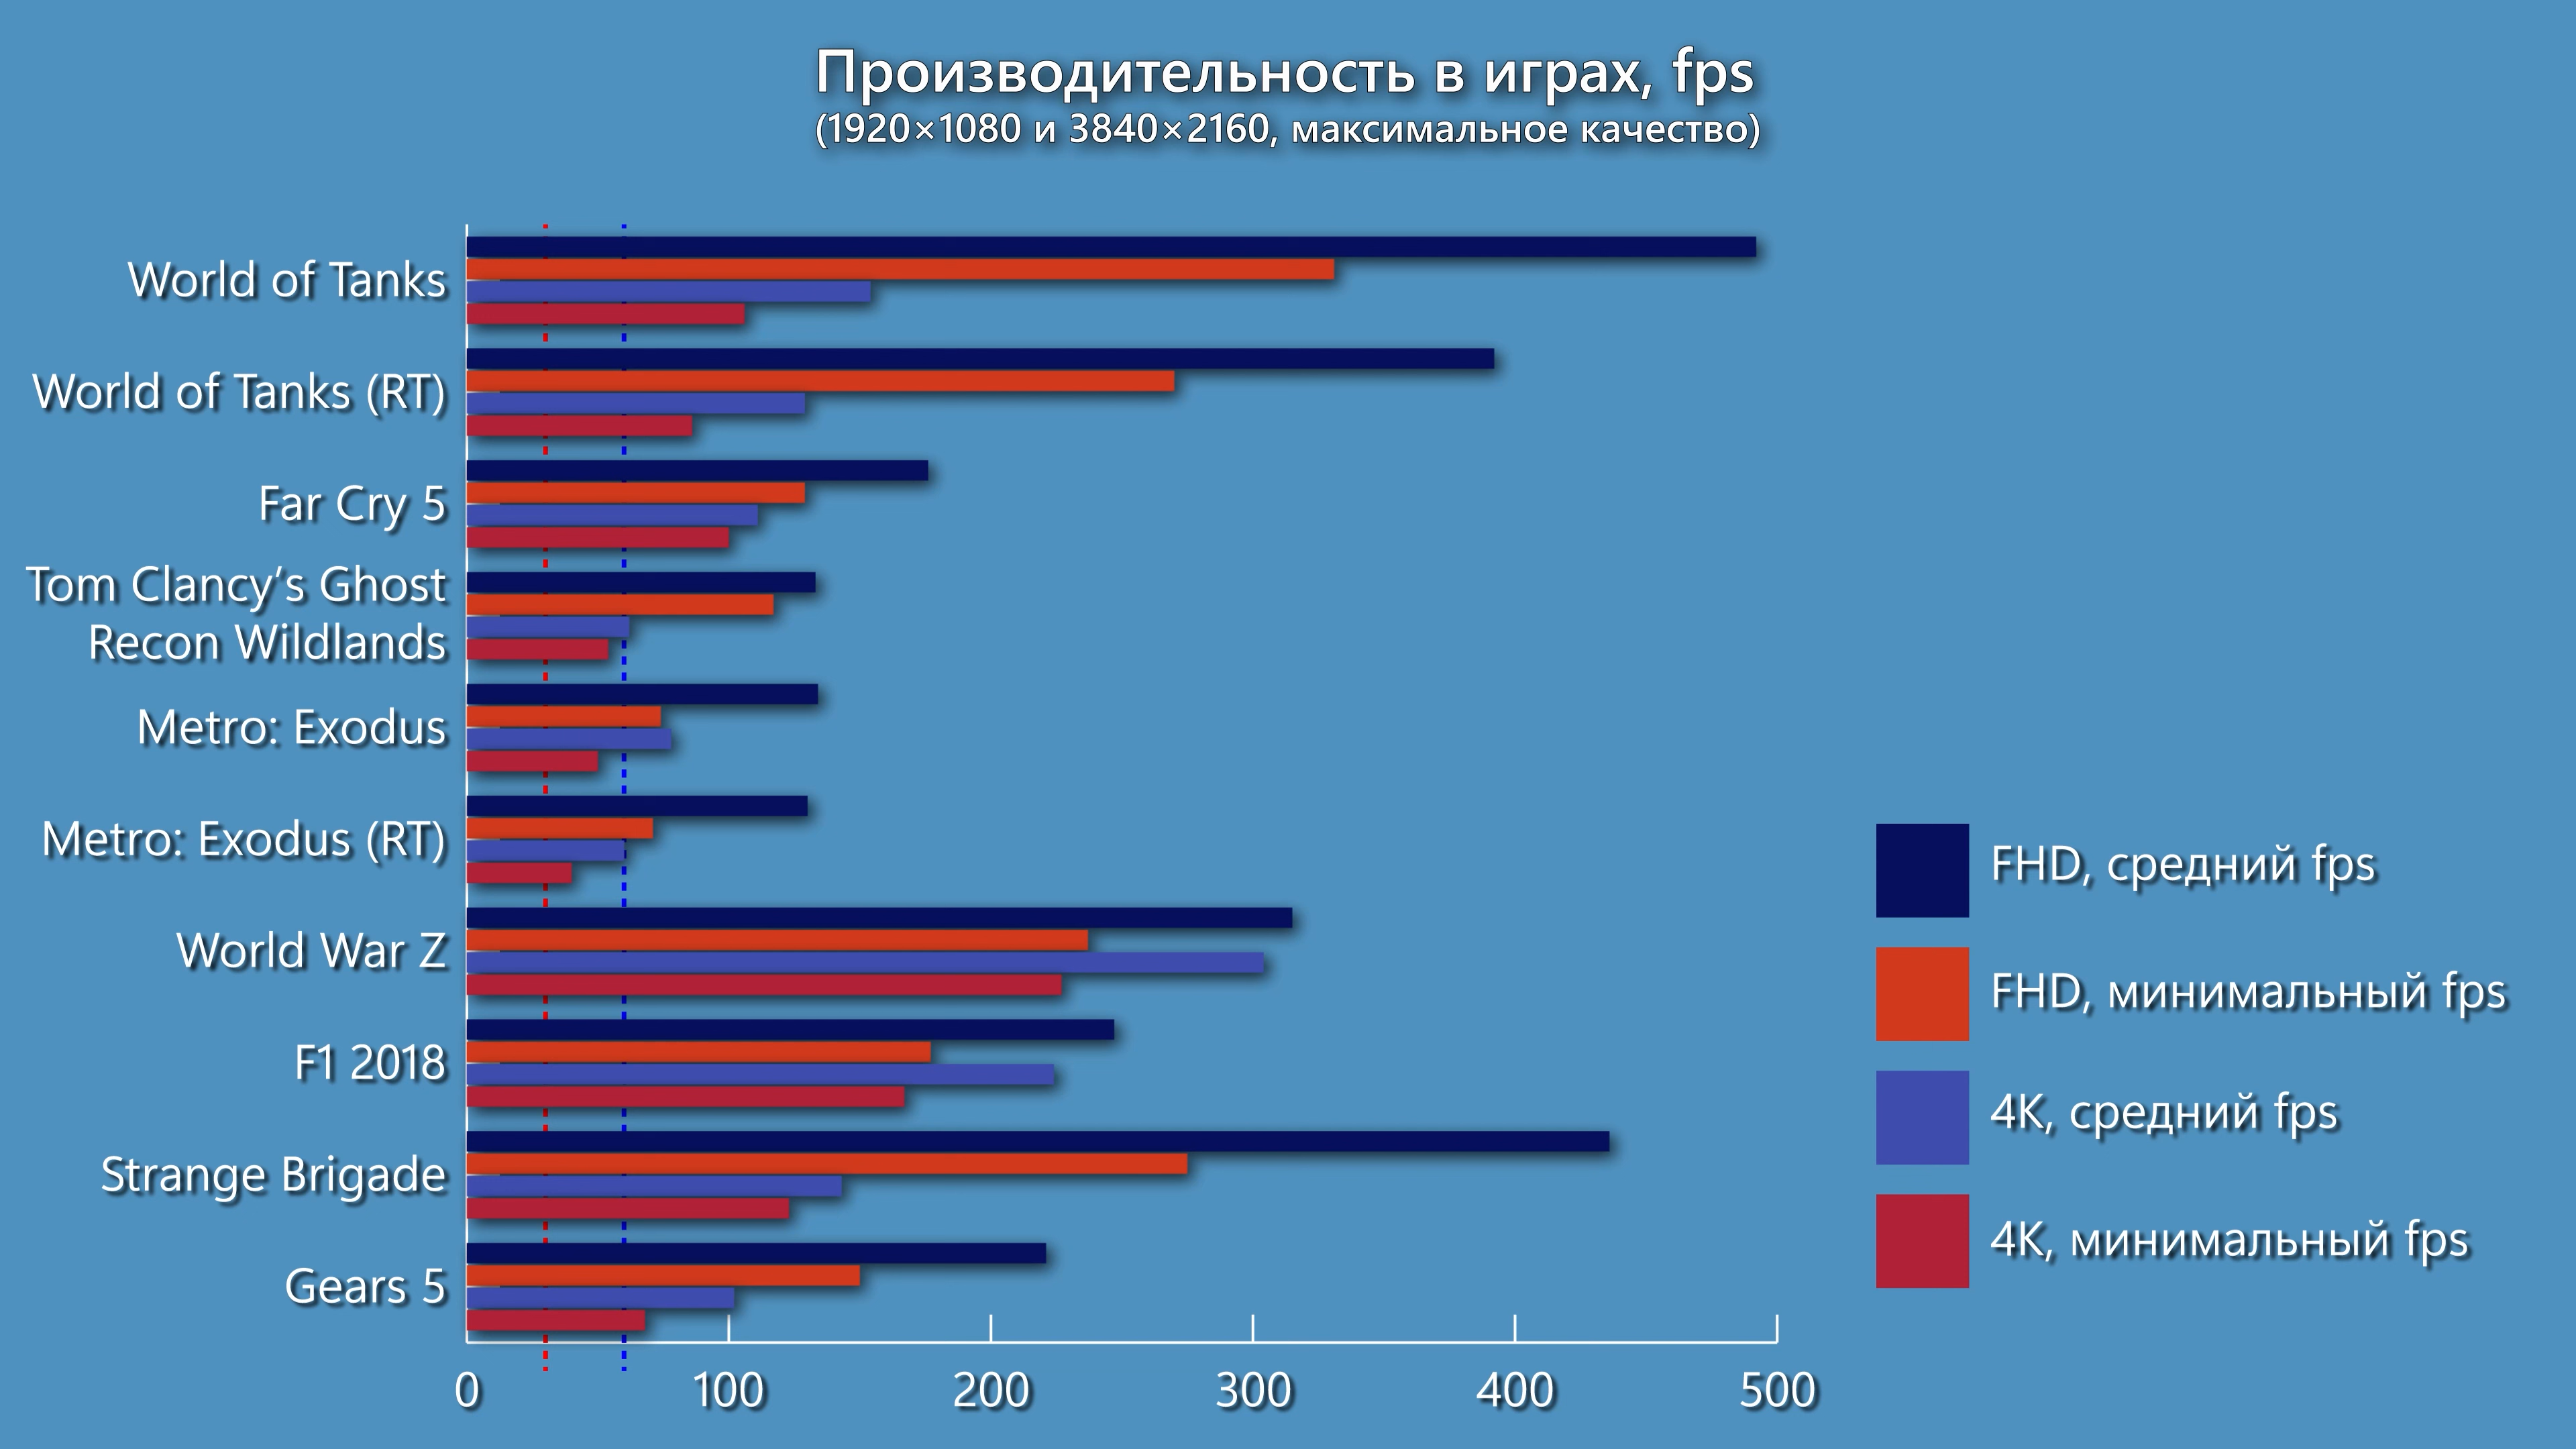 Производительность в играх, fps
(1920×1080 и 3840×2160, максимальное качество)
World of Tanks
World of Tanks (RT)
Far Cry 5
Tom Clancy’s Ghost
Recon Wildlands
Metro: Exodus
Metro: Exodus (RT)
World War Z
F1 2018
Strange Brigade
Gears 5
0 100 200 300 400 500
FHD, средний fps
FHD, минимальный fps
4К, средний fps
4К, минимальный fps